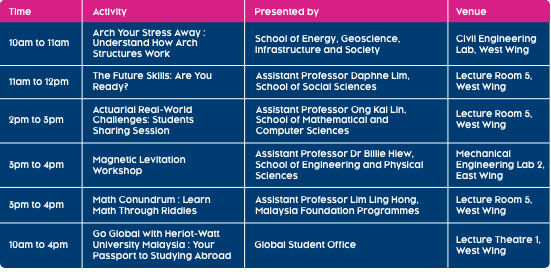 Time Activity Presented by Venue
10am to 11am
Arch Your Stress Away :
Understand How Arch
Structures Work
School of Energy, Geoscience,
Infrastructure and Society
Civil Engineering
Lab, West Wing
11am to 12pm
The Future Skills: Are You
Ready?
Assistant Professor Daphne Lim,
School of Social Sciences
Lecture Room 5,
West Wing
2pm to 3pm
Actuarial Real-World
Challenges: Students
Sharing Session
Assistant Professor Ong Kai Lin,
School of Mathematical and
Computer Sciences
Lecture Room 5,
West Wing
3pm to 4pm
Magnetic Levitation
Workshop
Assistant Professor Dr Billie Hiew,
School of Engineering and Physical
Sciences
Mechanical
Engineering Lab 2,
East Wing
3pm to 4pm
Math Conundrum : Learn
Math Through Riddles
Assistant Professor Lim Ling Hong,
Malaysia Foundation Programmes
Lecture Room 5,
West Wing
10am to 4pm
Go Global with Heriot-Watt
University Malaysia : Your
Passport to Studying Abroad
Global Student Office
Lecture Theatre 1,
West Wing